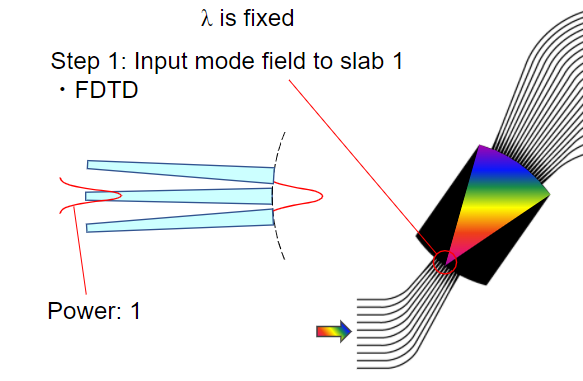 λ is fixed
Step 1: Input mode field to slab 1
・FDTD
Power: 1